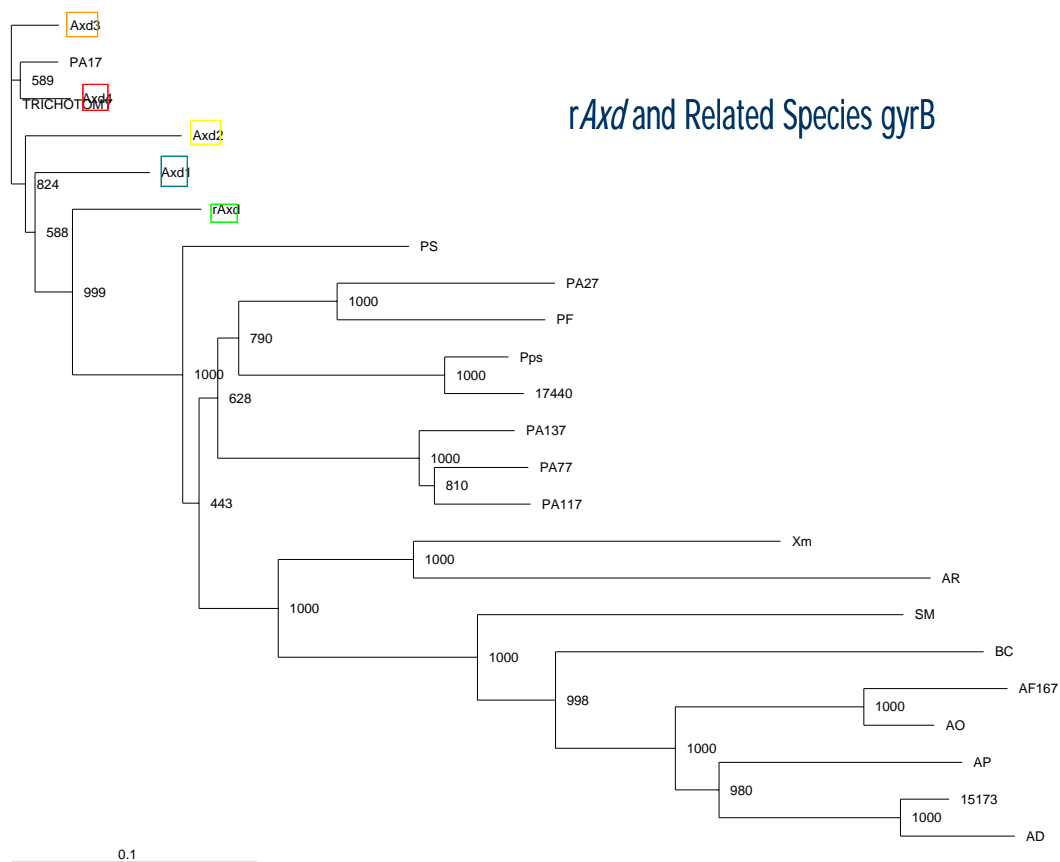 Axd3
PA17
589
TRICHOTOMY
Axd4
rAxd and Related Species gyrB
Axd2
Axd1
824
rAxd
588
PS
999
PA27
1000
PF
790
Pps
1000
1000
17440
628
PA137
1000
PA77
810
443
PA117
Xm
1000
AR
1000
SM
1000
BC
998
AF167
1000
AO
1000
AP
980
15173
1000
AD
0.1